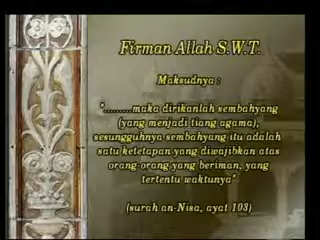 Firman Allah S.W.T.
Maksudnya :
"........maka dirikanlah sembahyang
(yang menjadi tiang agama),
sesungguhnya sembahyang itu adalah
satu ketetapan yang diwajibkan atas
orang-orang yang beriman, yang
tertentu waktunya"
(surah an-Nisa, ayat 103)